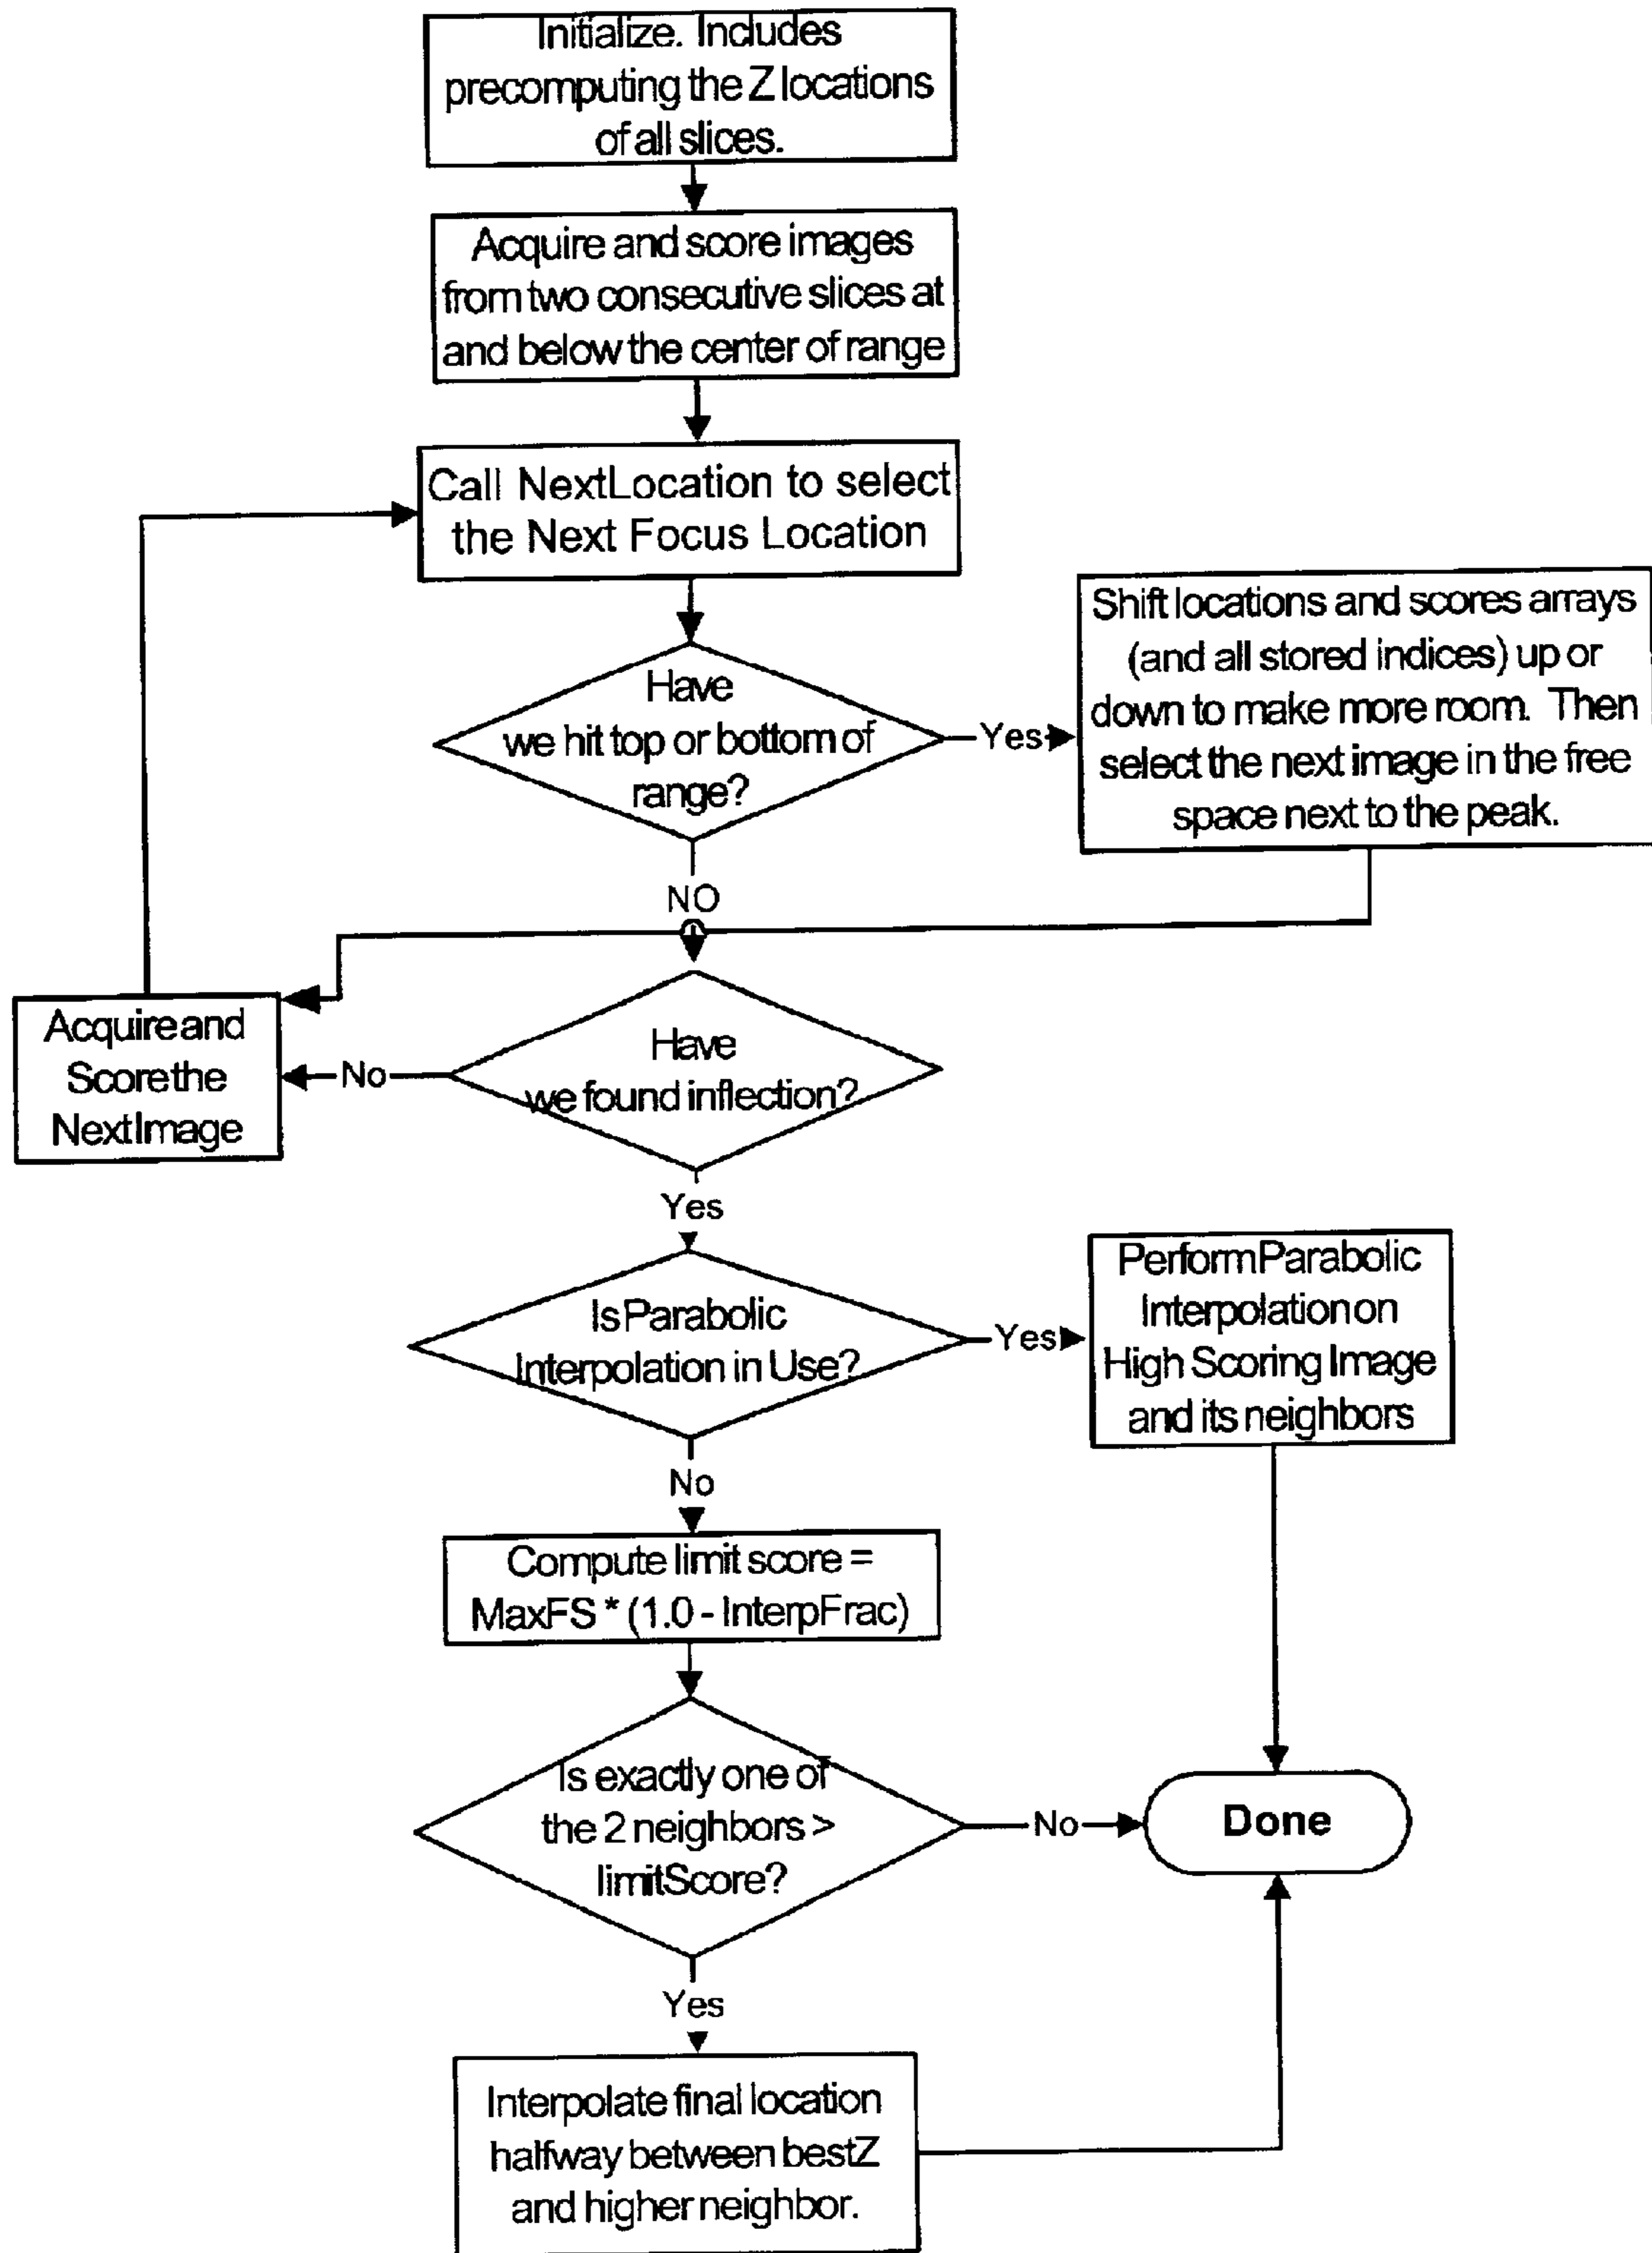 Initialize. Includes
precomputing the Z locations
of all slices.
Acquire and score images
from two consecutive slices at
and below the center of range
Call NextLocation to select
the Next Focus Location
Have
we hit top or bottom of
range?
Yes
Shift locations and scores arrays
(and all stored indices) up or
down to make more room. Then
select the next image in the free
space next to the peak.
NO
Acquire and
Score the
Next Image
No
Have
we found inflection?
Yes
Is Parabolic
Interpolation in Use?
Yes
Perform Parabolic
Interpolation on
High Scoring Image
and its neighbors
No
Compute limit score =
MaxFS * (1.0 - InterpFrac)
Is exactly one of
the 2 neighbors >
limitScore?
No
Done
Yes
Interpolate final location
halfway between bestZ
and higher neighbor.